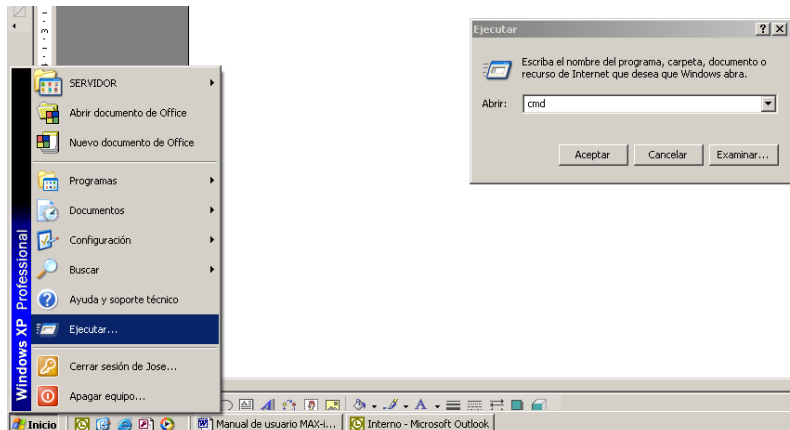 Ejecutar
Escriba el nombre del programa, carpeta, documento o
recurso de Internet que desea que Windows abra.
Abrir:
cmd
Aceptar
Cancelar
Examinar...
SERVIDOR
Abrir documento de Office
Nuevo documento de Office
Programas
Documentos
Configuración
Buscar
Ayuda y soporte técnico
Ejecutar...
Cerrar sesión de Jose...
Apagar equipo...
Windows XP Professional
Inicio
Manual de usuario MAX-i...
Interno - Microsoft Outlook